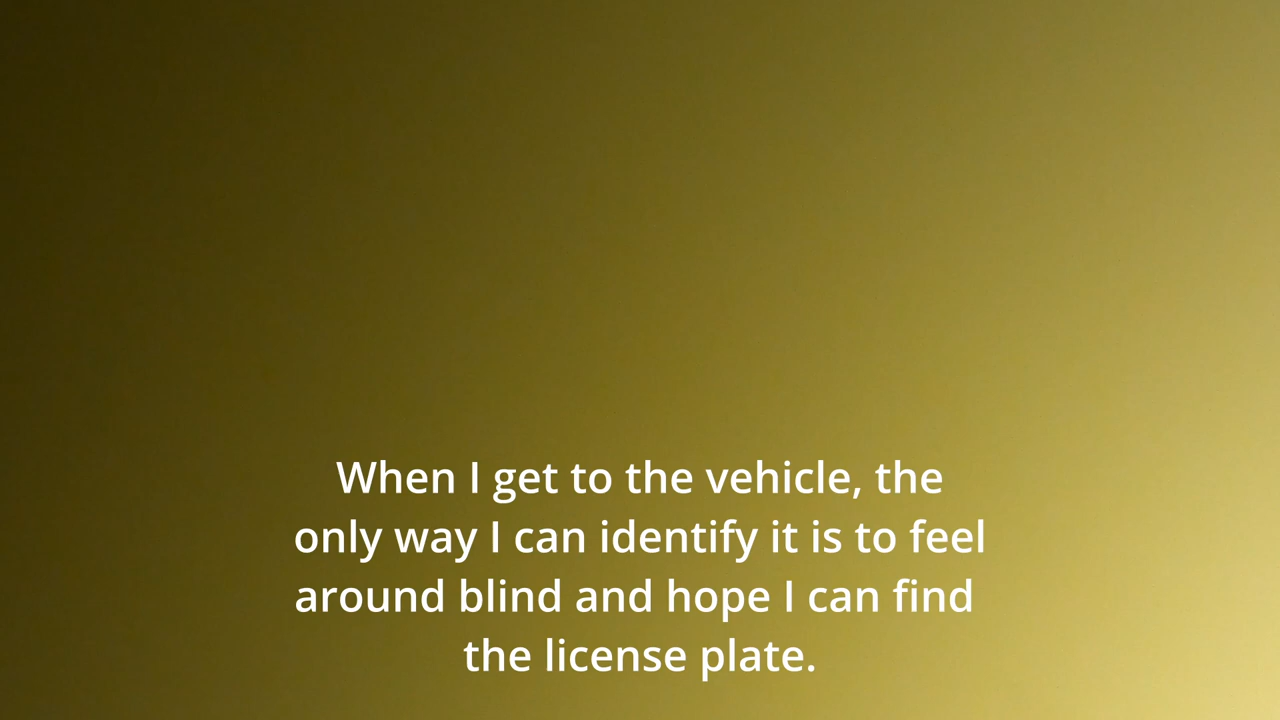 When I get to the vehicle, the
only way I can identify it is to feel
around blind and hope I can find
the license plate.